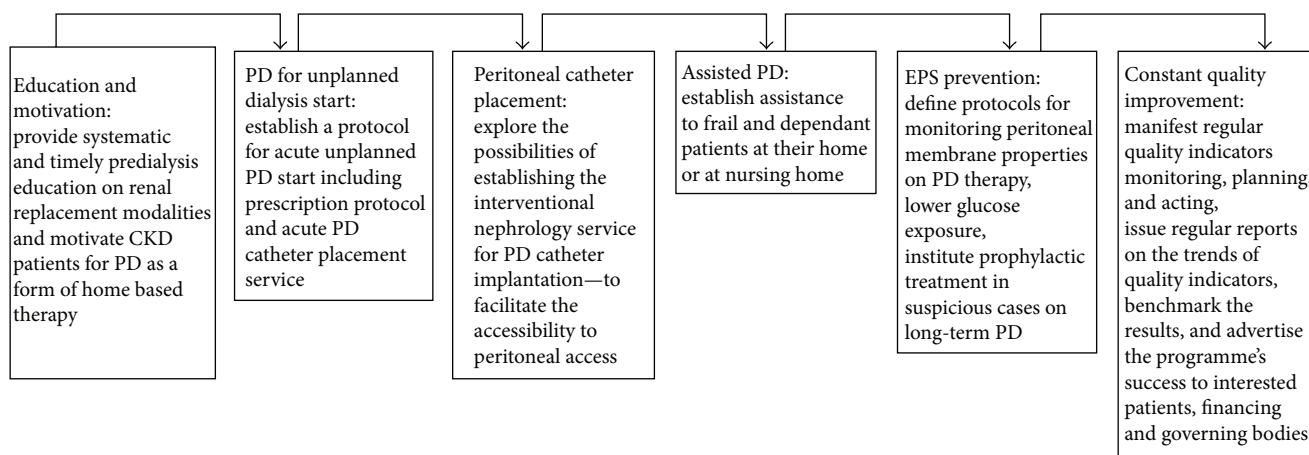 Education and
motivation:
provide systematic
and timely predialysis
education on renal
replacement modalities
and motivate CKD
patients for PD as a
form of home based
therapy
PD for unplanned
dialysis start:
establish a protocol
for acute unplanned
PD start including
prescription protocol
and acute PD
catheter placement
service
Peritoneal catheter
placement:
explore the
possibilities of
establishing the
interventional
nephrology service
for PD catheter
implantation—to
facilitate the
accessibility to
peritoneal access
Assisted PD:
establish assistance
to frail and dependant
patients at their home
or at nursing home
EPS prevention:
define protocols for
monitoring peritoneal
membrane properties
on PD therapy,
lower glucose
exposure,
institute prophylactic
treatment in
suspicious cases on
long-term PD
Constant quality
improvement:
manifest regular
quality indicators
monitoring, planning,
and acting,
issue regular reports
on the trends of
quality indicators,
benchmark the
results, and advertise
the programme's
success to interested
patients, financing
and governing bodies